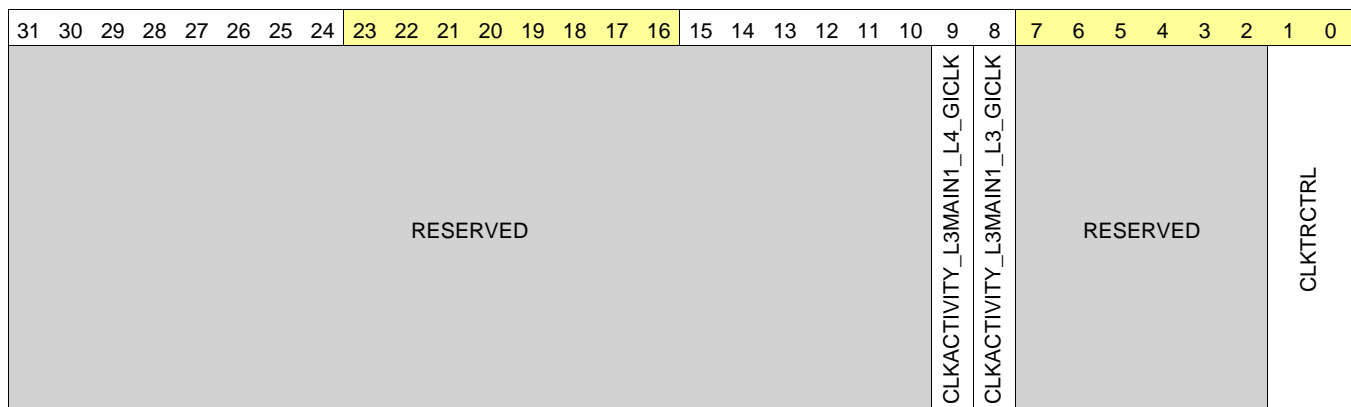 31 30 29 28 27 26 25 24 23 22 21 20 19 18 17 16 15 14 13 12 11 10 9 8 7 6 5 4 3 2 1 0
RESERVED
CLKACTIVITY_L3MAIN1_L4_GICLK
CLKACTIVITY_L3MAIN1_L3_GICLK
RESERVED
CLKTRCTRL